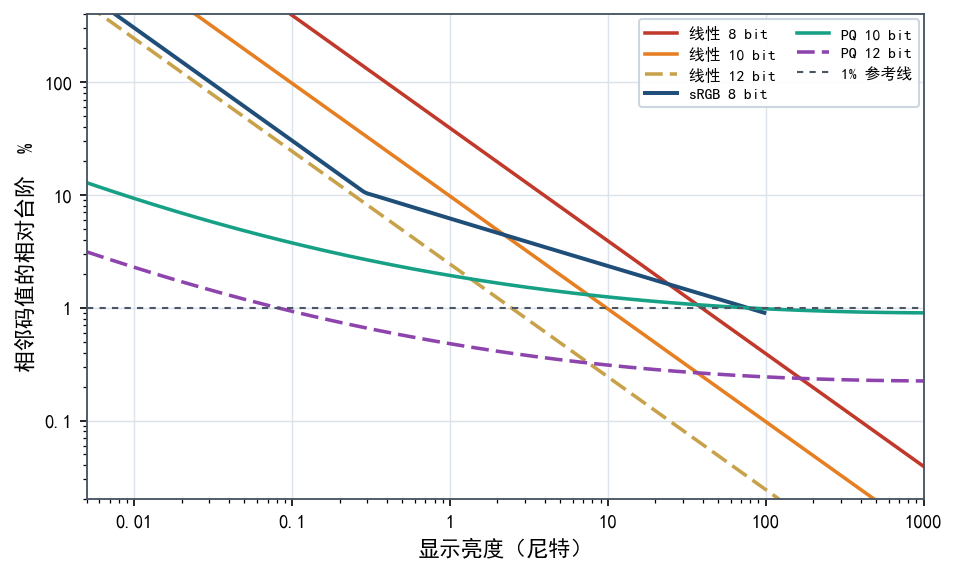 线性 8 bit
线性 10 bit
线性 12 bit
sRGB 8 bit
PQ 10 bit
PQ 12 bit
1% 参考线
相邻码值的相对台阶 %
100
10
1
0.1
0.01
0.1
1
10
100
1000
显示亮度（尼特）